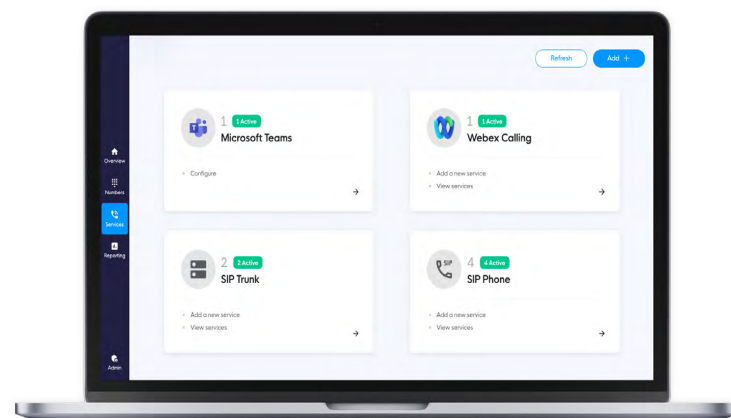 Refresh
Add +
1
1 Active
Microsoft Teams
Configure
1
1 Active
Webex Calling
Add a new service
View services
Overview
Numbers
Services
Reporting
Admin
2
2 Active
SIP Trunk
Add a new service
View services
SIP
4
4 Active
SIP Phone
Add a new service
View services